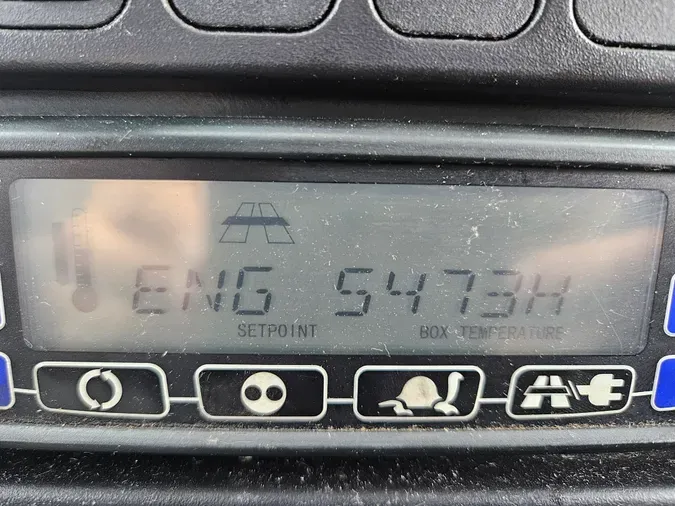 ENG 5473H
SETPOINT BOX TEMPERATURE